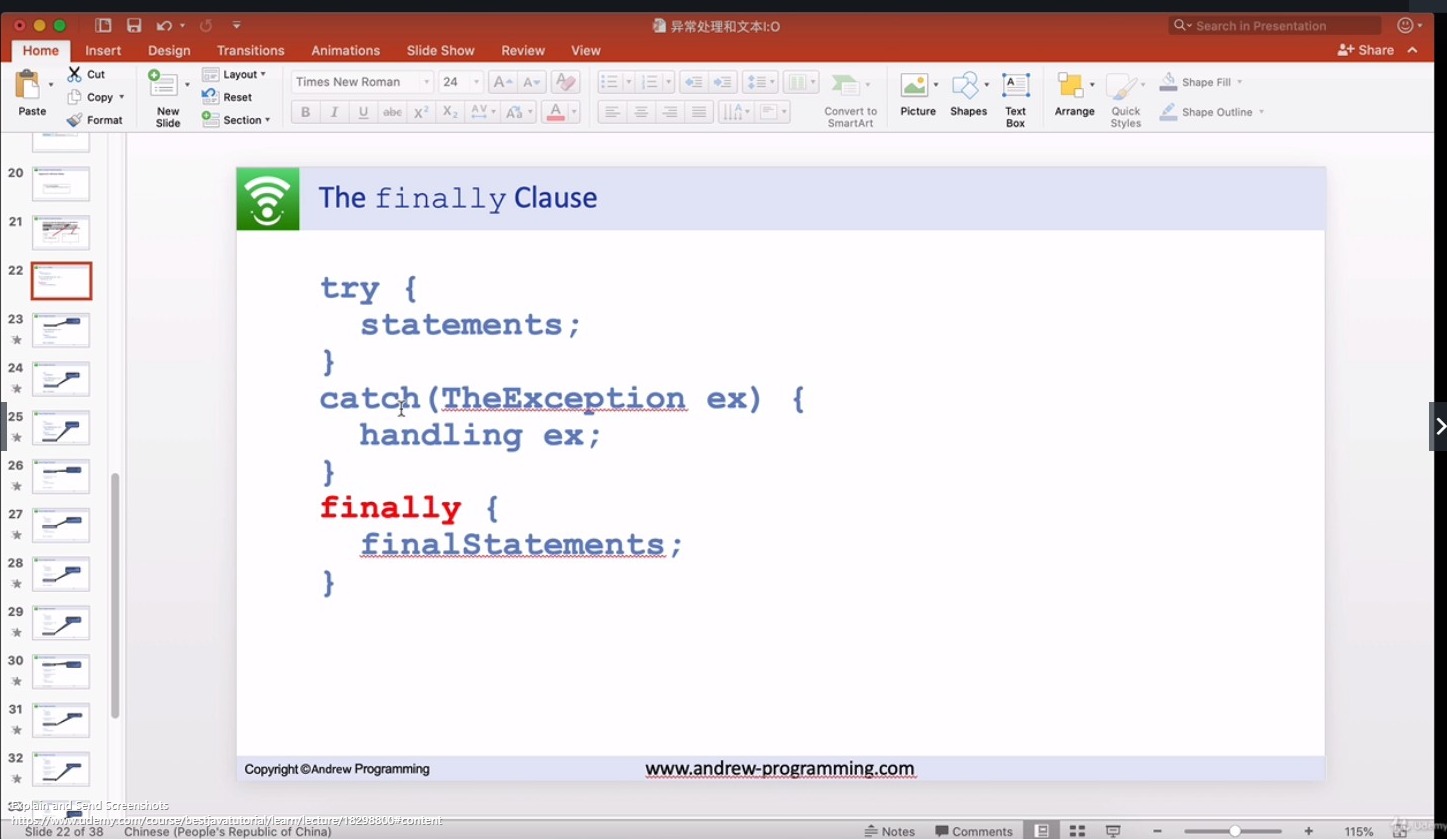 异常处理和文本I:O
Search in Presentation
Home Insert Design Transitions Animations Slide Show Review View
Share
Paste
Cut
Copy
Format
New Slide
Layout
Reset
Section
Times New Roman 24
Convert to SmartArt
Picture
Shapes
Text Box
Arrange
Quick Styles
Shape Fill
Shape Outline
20
21
22
23
24
25
26
27
28
29
30
31
32
The finally Clause
try {
statements;
}
catch(TheException ex) {
handling ex;
}
finally {
finalStatements;
}
Copyright ©Andrew Programming
www.andrew-programming.com
Explain and Send Screenshots
https://www.udemy.com/course/bestjavatutorial/learn/lecture/18298800#content
Slide 22 of 38 Chinese (People's Republic of China)
Notes Comments
115%
Udemy